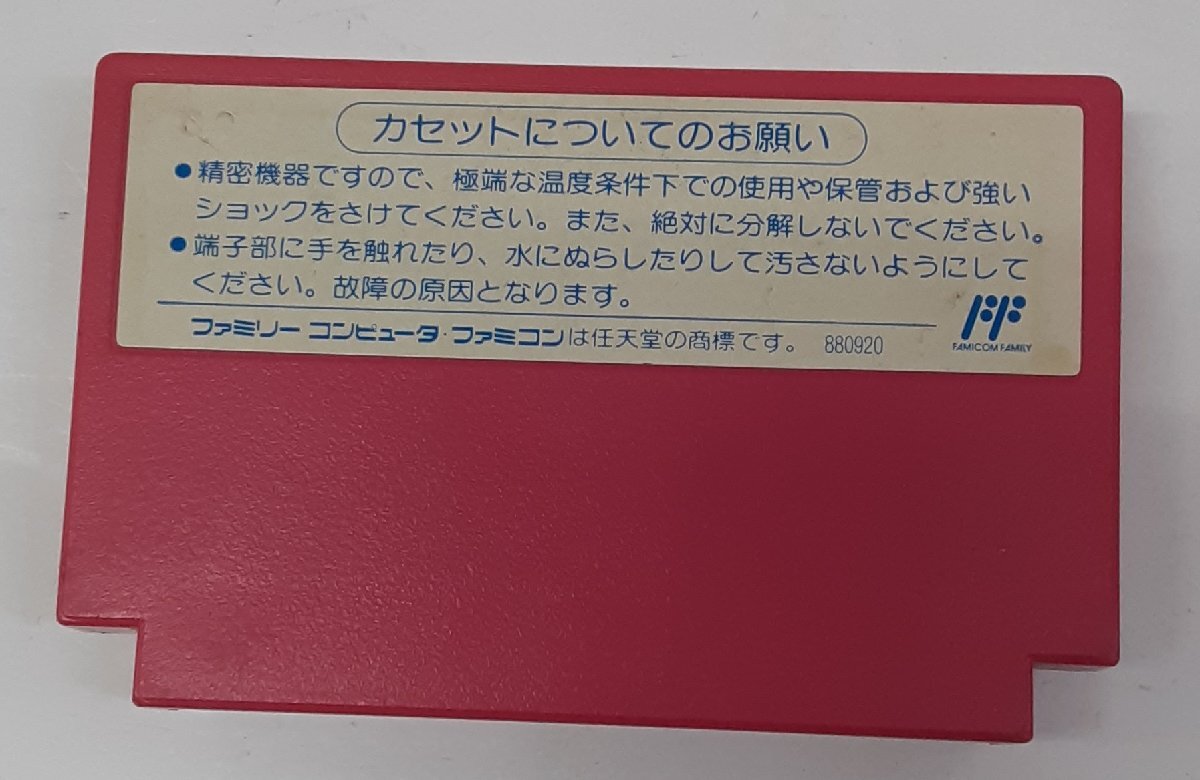 カセットについてのお願い
●精密機器ですので、極端な温度条件下での使用や保管および強い
ショックをさけてください。また、絶対に分解しないでください。
●端子部に手を触れたり、水にぬらしたりして汚さないようにして
ください。故障の原因となります。
ファミリー コンピュータ・ファミコンは任天堂の商標です。 880920
FAMICOM FAMILY